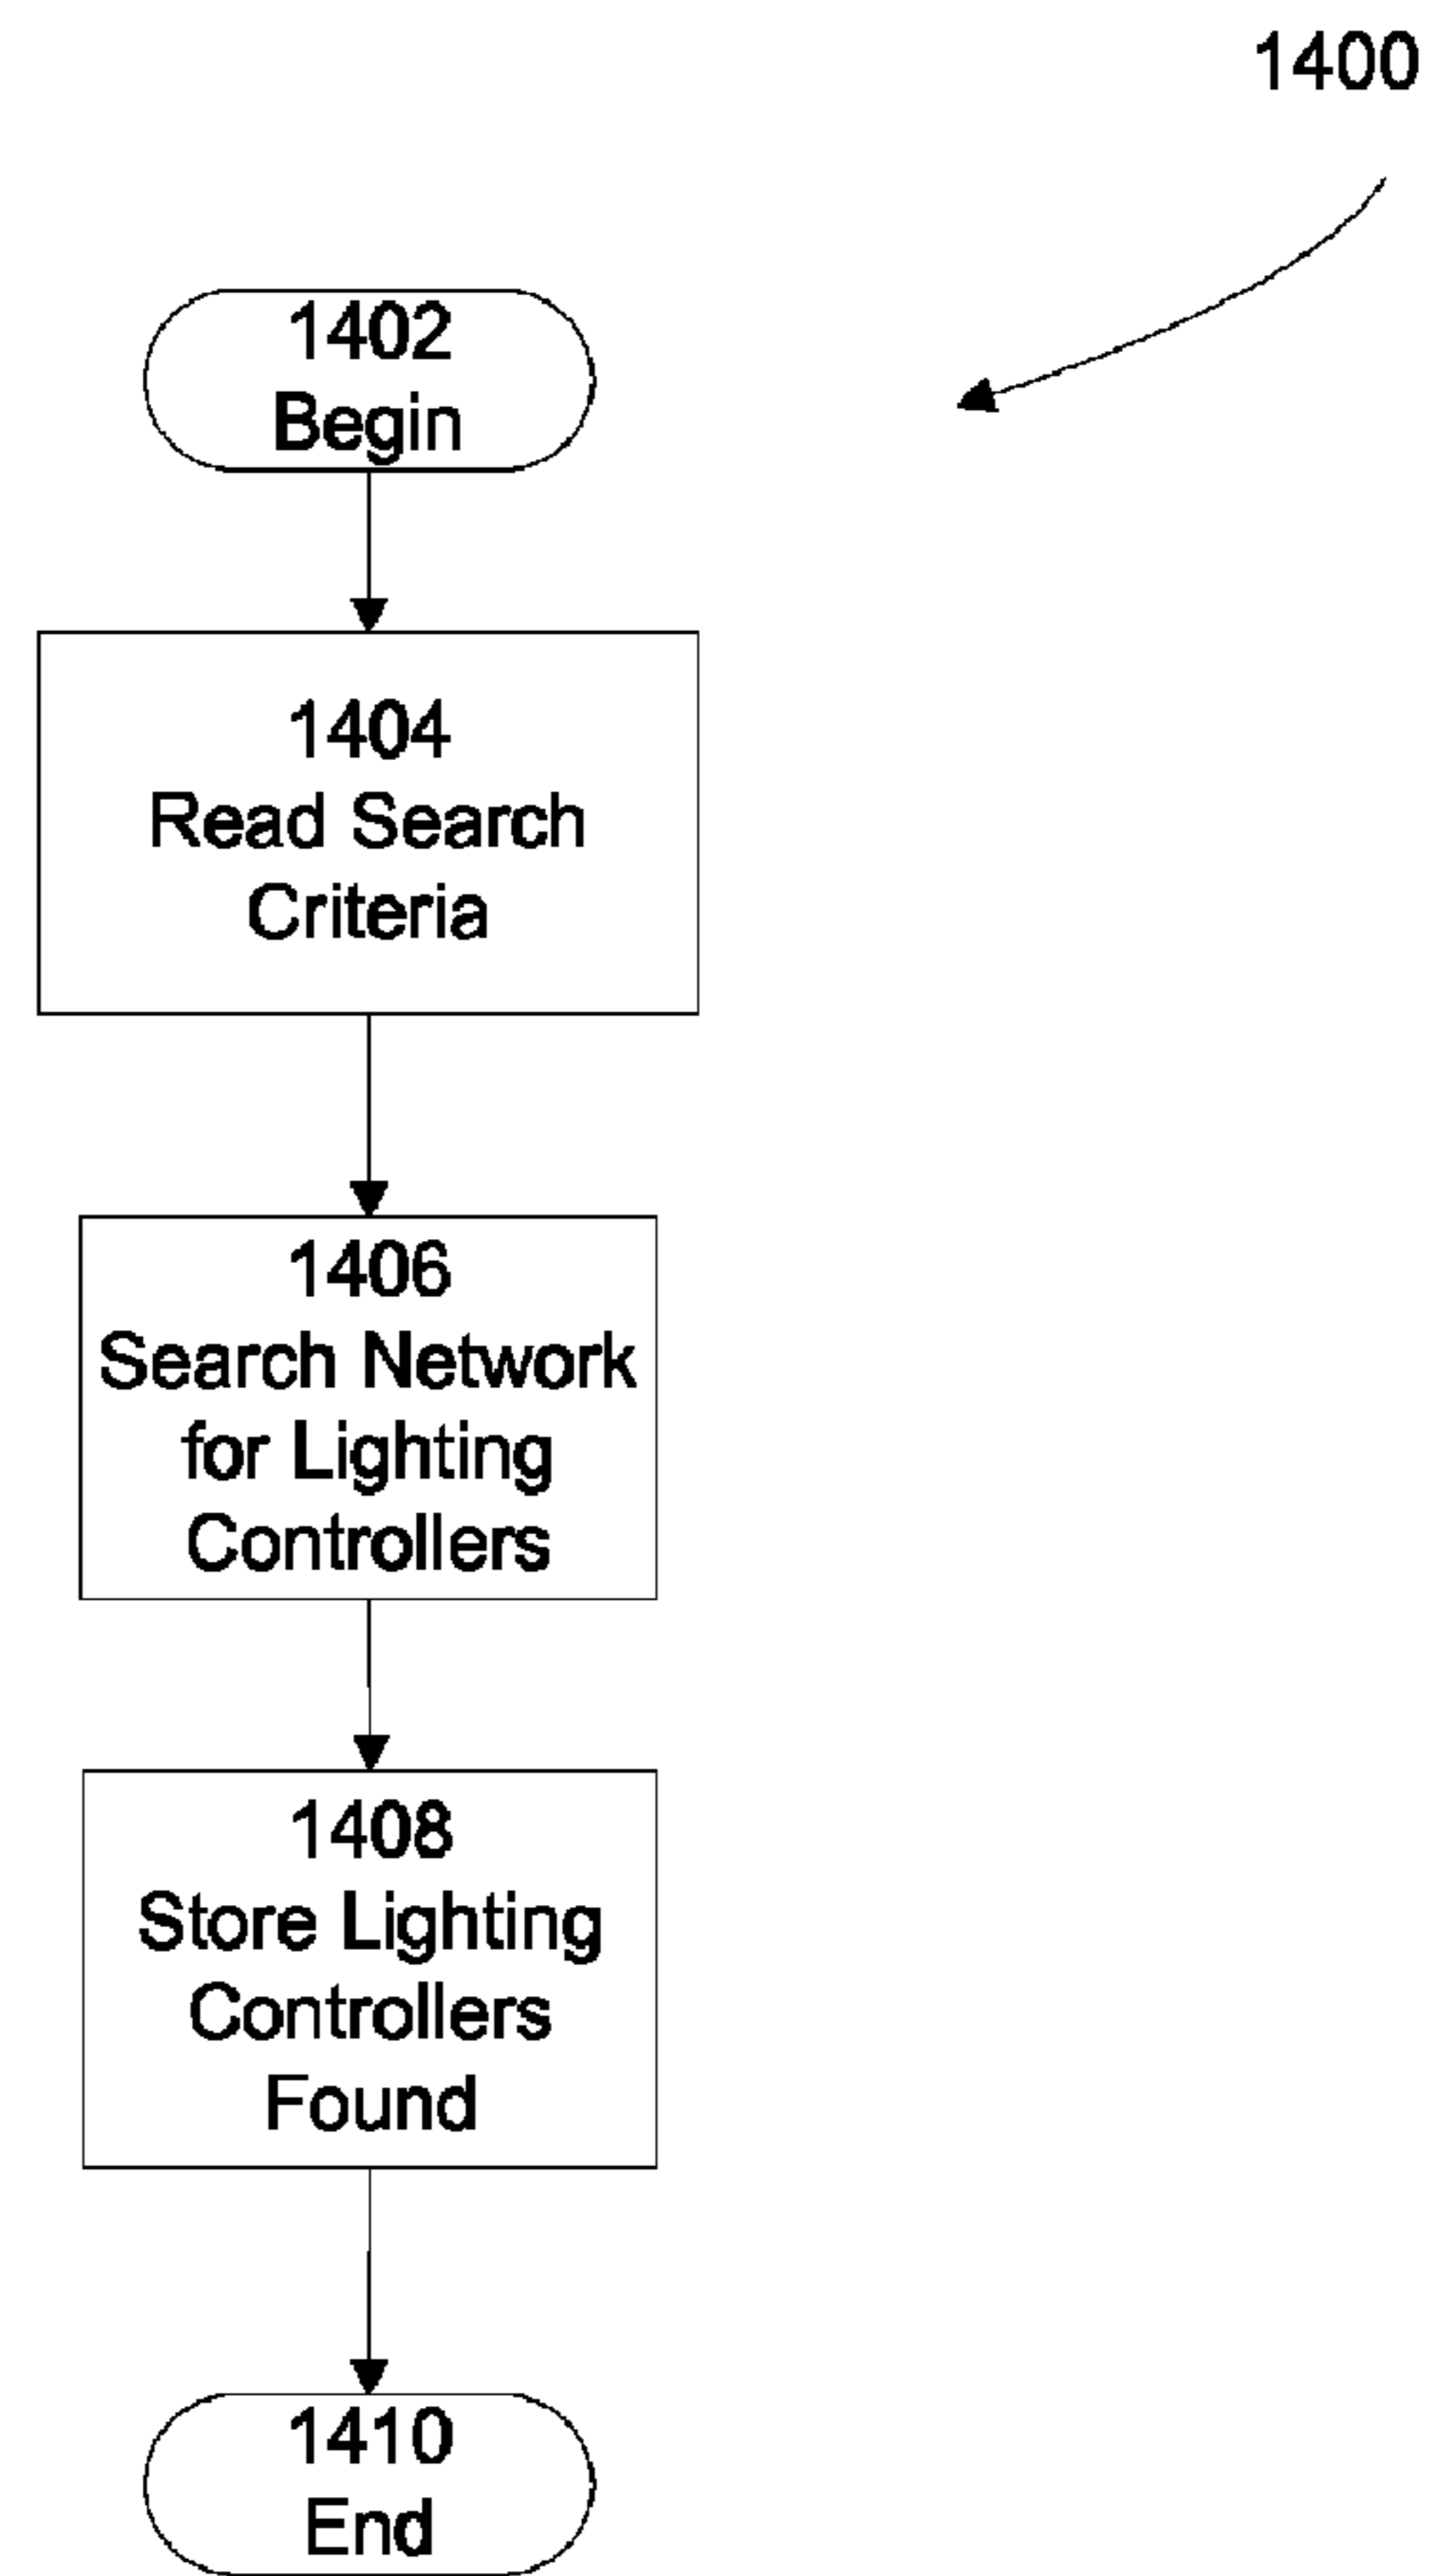 1400
1402
Begin
1404
Read Search
Criteria
1406
Search Network
for Lighting
Controllers
1408
Store Lighting
Controllers
Found
1410
End